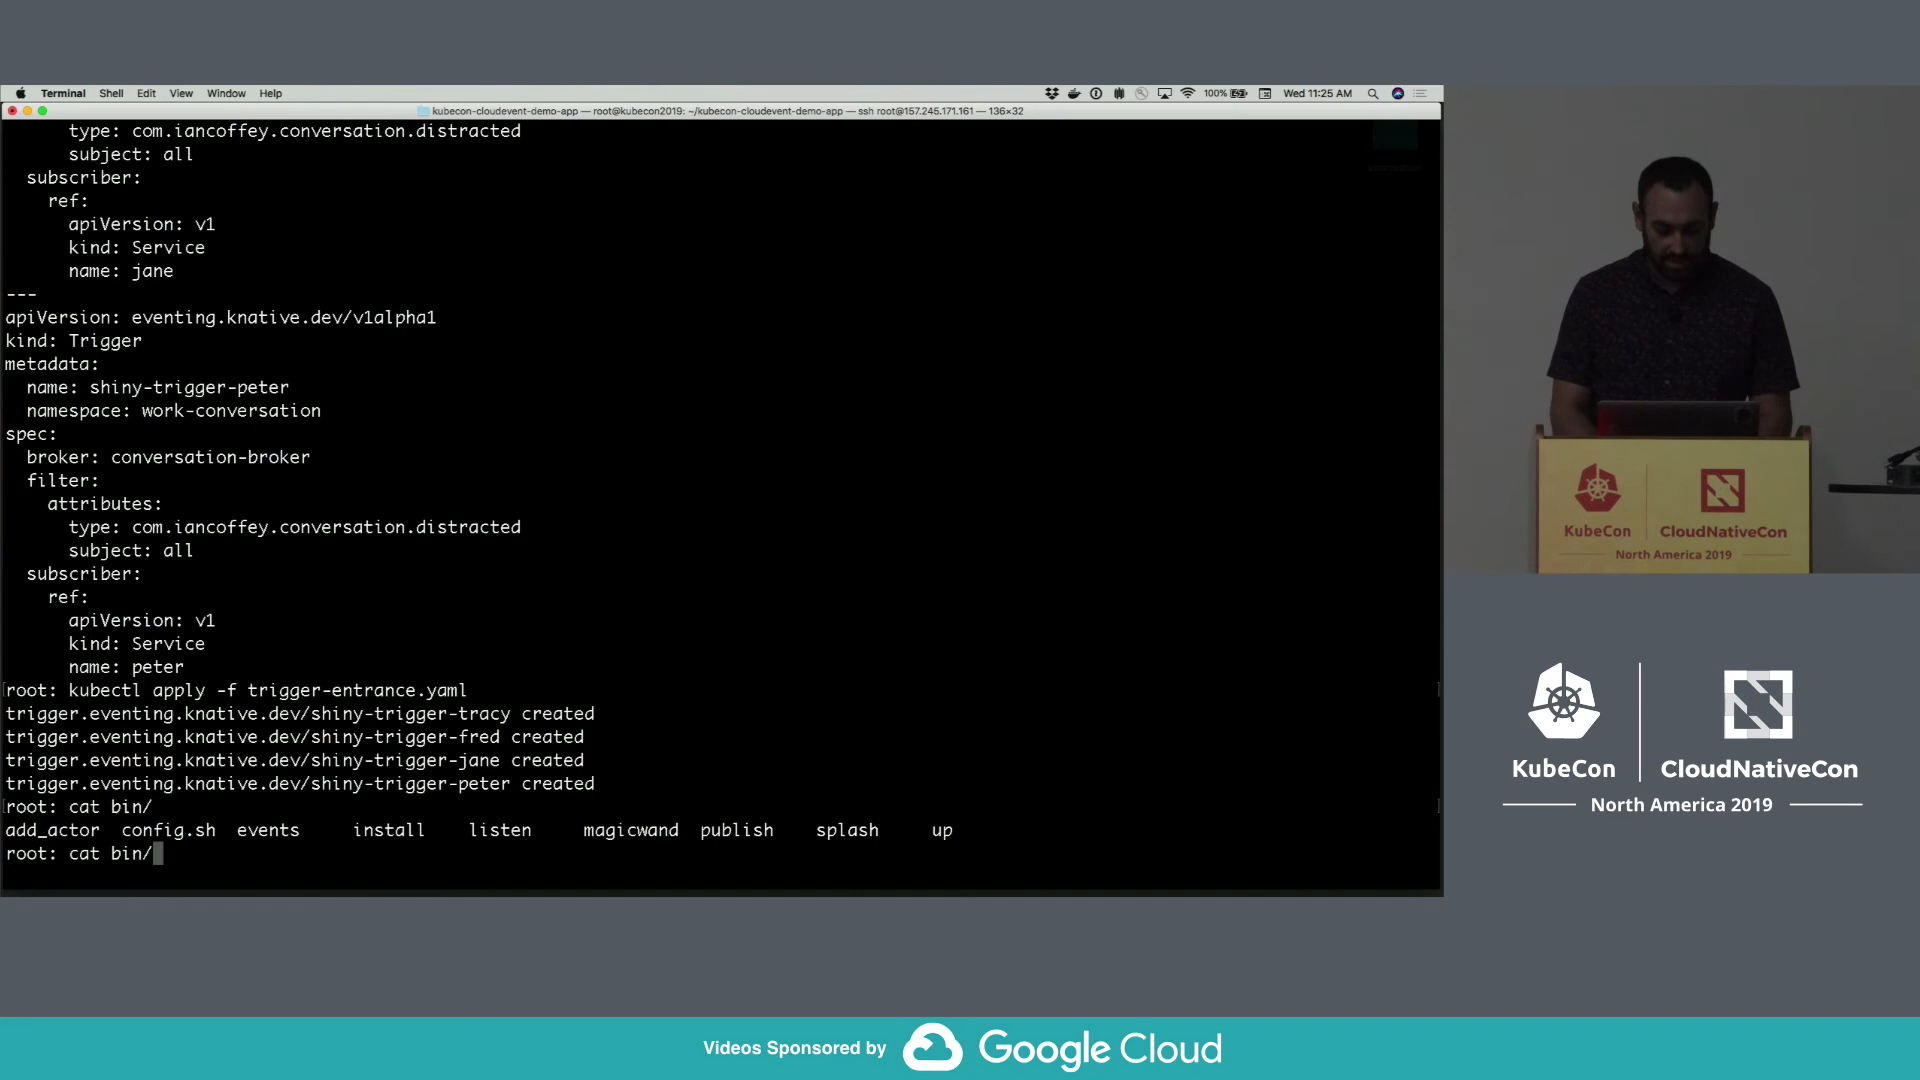 Terminal Shell Edit View Window Help
100% Wed 11:25 AM
kubecon-cloudevent-demo-app — root@kubecon2019: ~/kubecon-cloudevent-demo-app — ssh root@157.245.171.161 — 136×32
type: com.iancoffey.conversation.distracted
subject: all
subscriber:
ref:
apiVersion: v1
kind: Service
name: jane
---
apiVersion: eventing.knative.dev/v1alpha1
kind: Trigger
metadata:
name: shiny-trigger-peter
namespace: work-conversation
spec:
broker: conversation-broker
filter:
attributes:
type: com.iancoffey.conversation.distracted
subject: all
subscriber:
ref:
apiVersion: v1
kind: Service
name: peter
root: kubectl apply -f trigger-entrance.yaml
trigger.eventing.knative.dev/shiny-trigger-tracy created
trigger.eventing.knative.dev/shiny-trigger-fred created
trigger.eventing.knative.dev/shiny-trigger-jane created
trigger.eventing.knative.dev/shiny-trigger-peter created
root: cat bin/
add_actor config.sh events install listen magicwand publish splash up
root: cat bin/
KubeCon CloudNativeCon
North America 2019
KubeCon CloudNativeCon
North America 2019
Videos Sponsored by Google Cloud